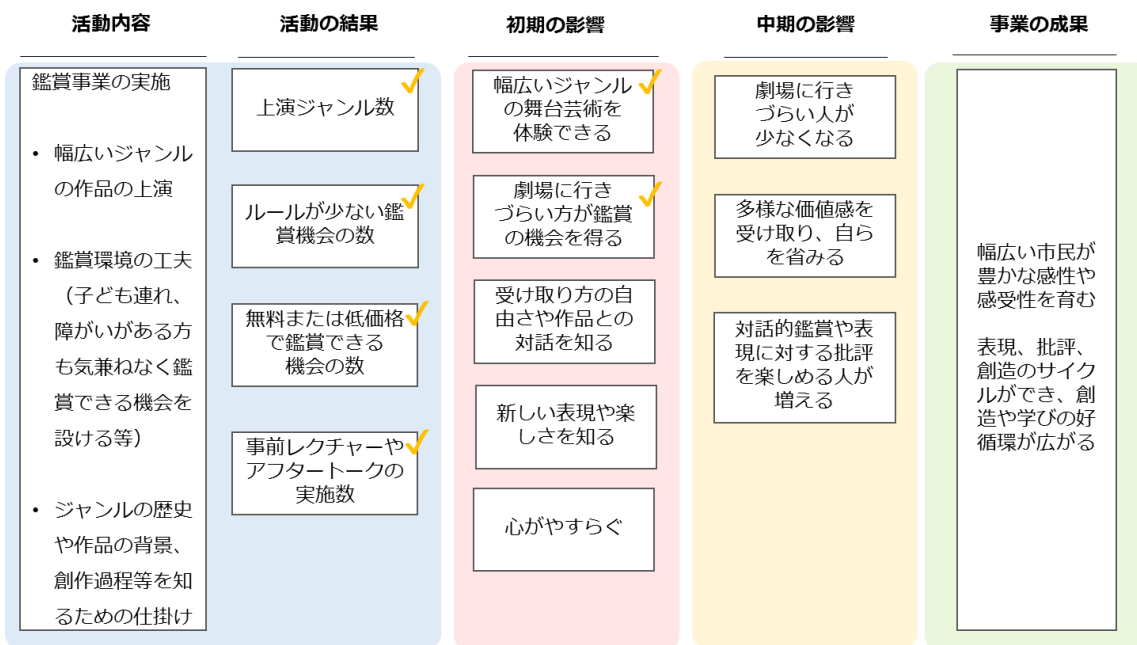 活動内容
活動の結果
初期の影響
中期の影響
事業の成果
鑑賞事業の実施
• 幅広いジャンル
の作品の上演
• 鑑賞環境の工夫
（子ども連れ、
障がいがある方
も気兼ねなく鑑
賞できる機会を
設ける等）
• ジャンルの歴史
や作品の背景、
創作過程等を知
るための仕掛け
上演ジャンル数
ルールが少ない鑑
賞機会の数
無料または低価格
で鑑賞できる
機会の数
事前レクチャーや
アフタートークの
実施数
幅広いジャンル
の舞台芸術を
体験できる
劇場に行き
づらい方が鑑賞
の機会を得る
受け取り方の自
由さや作品との
対話を知る
新しい表現や楽
しさを知る
心がやすらぐ
劇場に行き
づらい人が
少なくなる
多様な価値感を
受け取り、自ら
を省みる
対話的鑑賞や表
現に対する批評
を楽しめる人が
増える
幅広い市民が
豊かな感性や
感受性を育む
表現、批評、
創造のサイク
ルができ、創
造や学びの好
循環が広がる